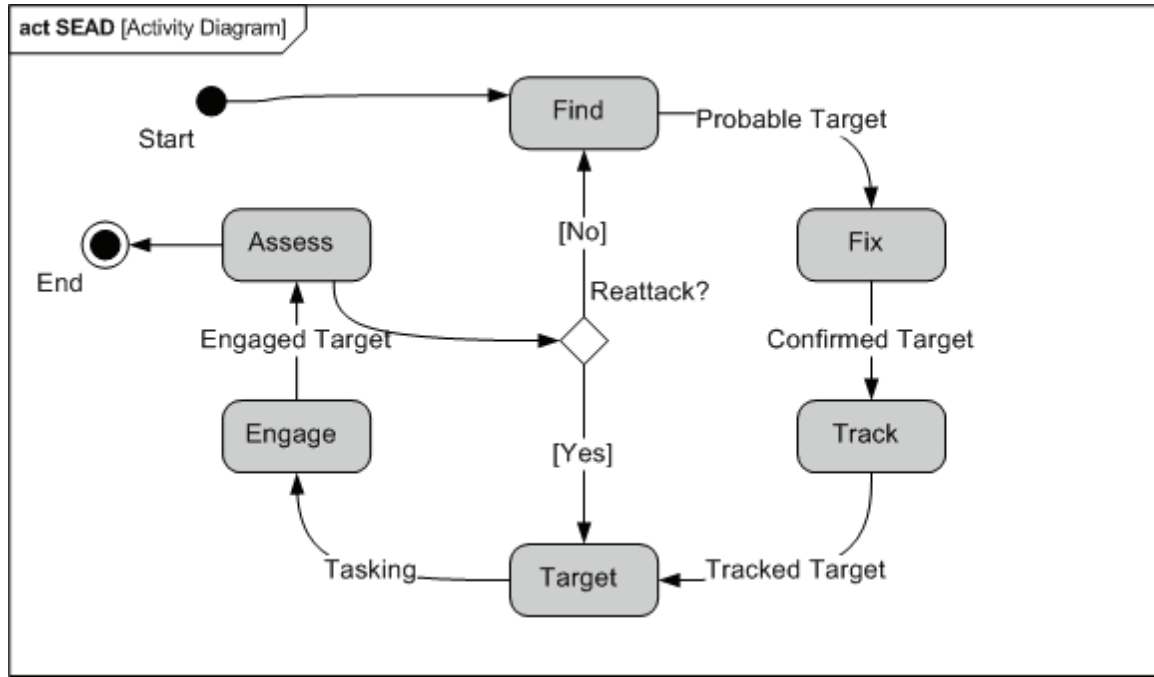 act SEAD [Activity Diagram]
Start
Find
Probable Target
End
Assess
[No]
Fix
Reattack?
Engaged Target
Confirmed Target
Engage
[Yes]
Track
Tasking
Target
Tracked Target